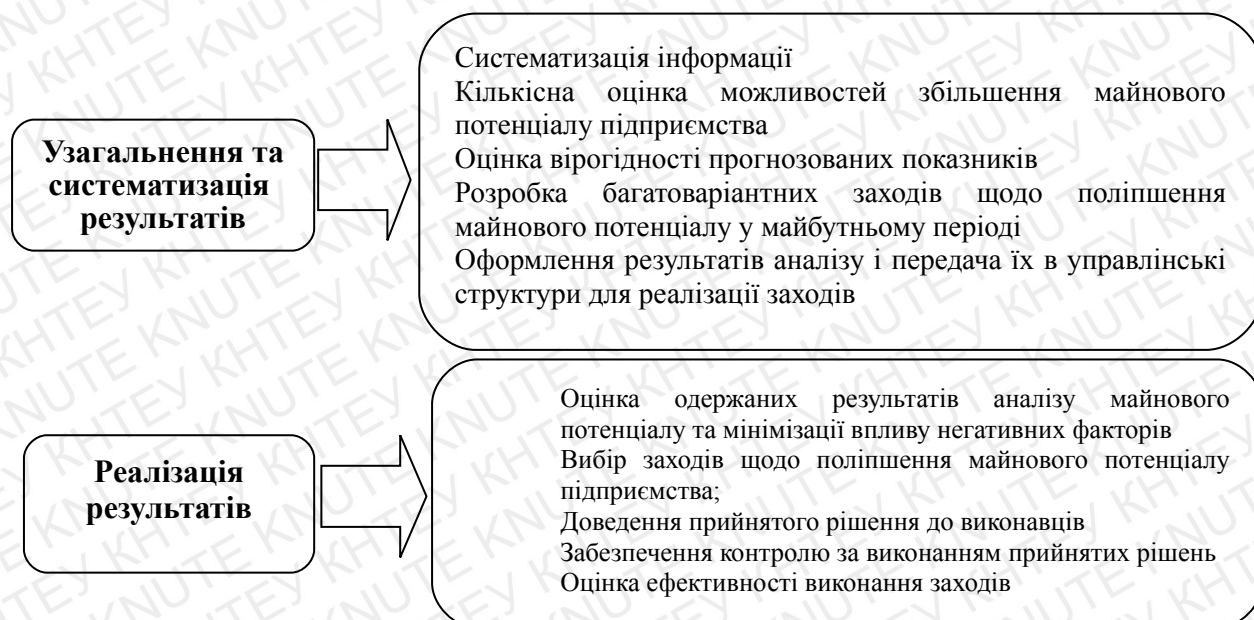 Узагальнення та
систематизація
результатів
Систематизація інформації
Кількісна оцінка можливостей збільшення майнового
потенціалу підприємства
Оцінка вірогідності прогнозованих показників
Розробка багатоваріантних заходів щодо поліпшення
майнового потенціалу у майбутньому періоді
Оформлення результатів аналізу і передача їх в управлінські
структури для реалізації заходів
Реалізація
результатів
Оцінка одержаних результатів аналізу майнового
потенціалу та мінімізації впливу негативних факторів
Вибір заходів щодо поліпшення майнового потенціалу
підприємства;
Доведення прийнятого рішення до виконавців
Забезпечення контролю за виконанням прийнятих рішень
Оцінка ефективності виконання заходів